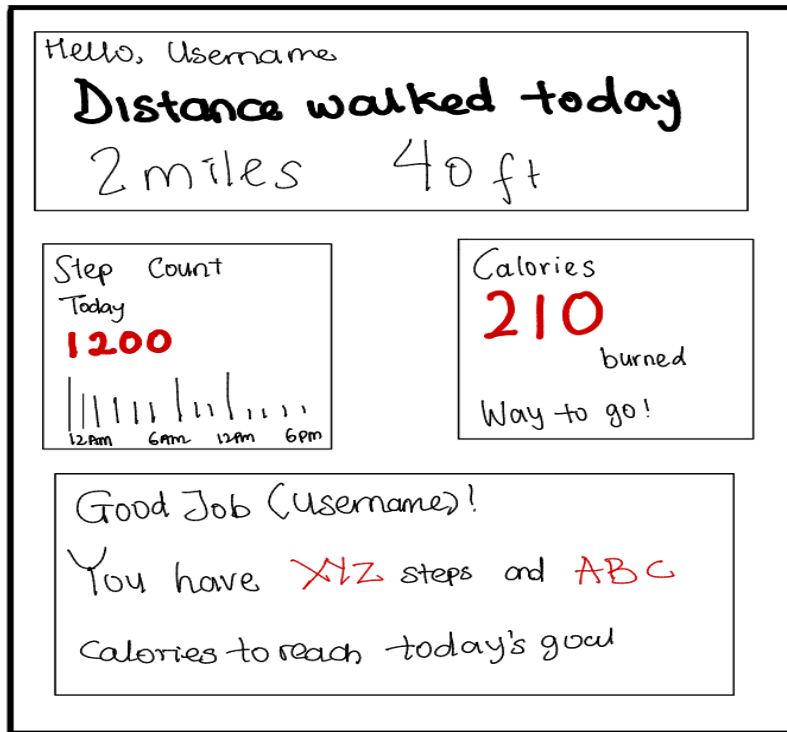 Hello, Username
Distance walked today
2 miles 40 ft
Step Count
Today
1200
12Am 6Am 12Pm 6pm
Calories
210
burned
Way to go!
Good Job (Username)!
You have XYZ steps and ABC
Calories to reach today's goal